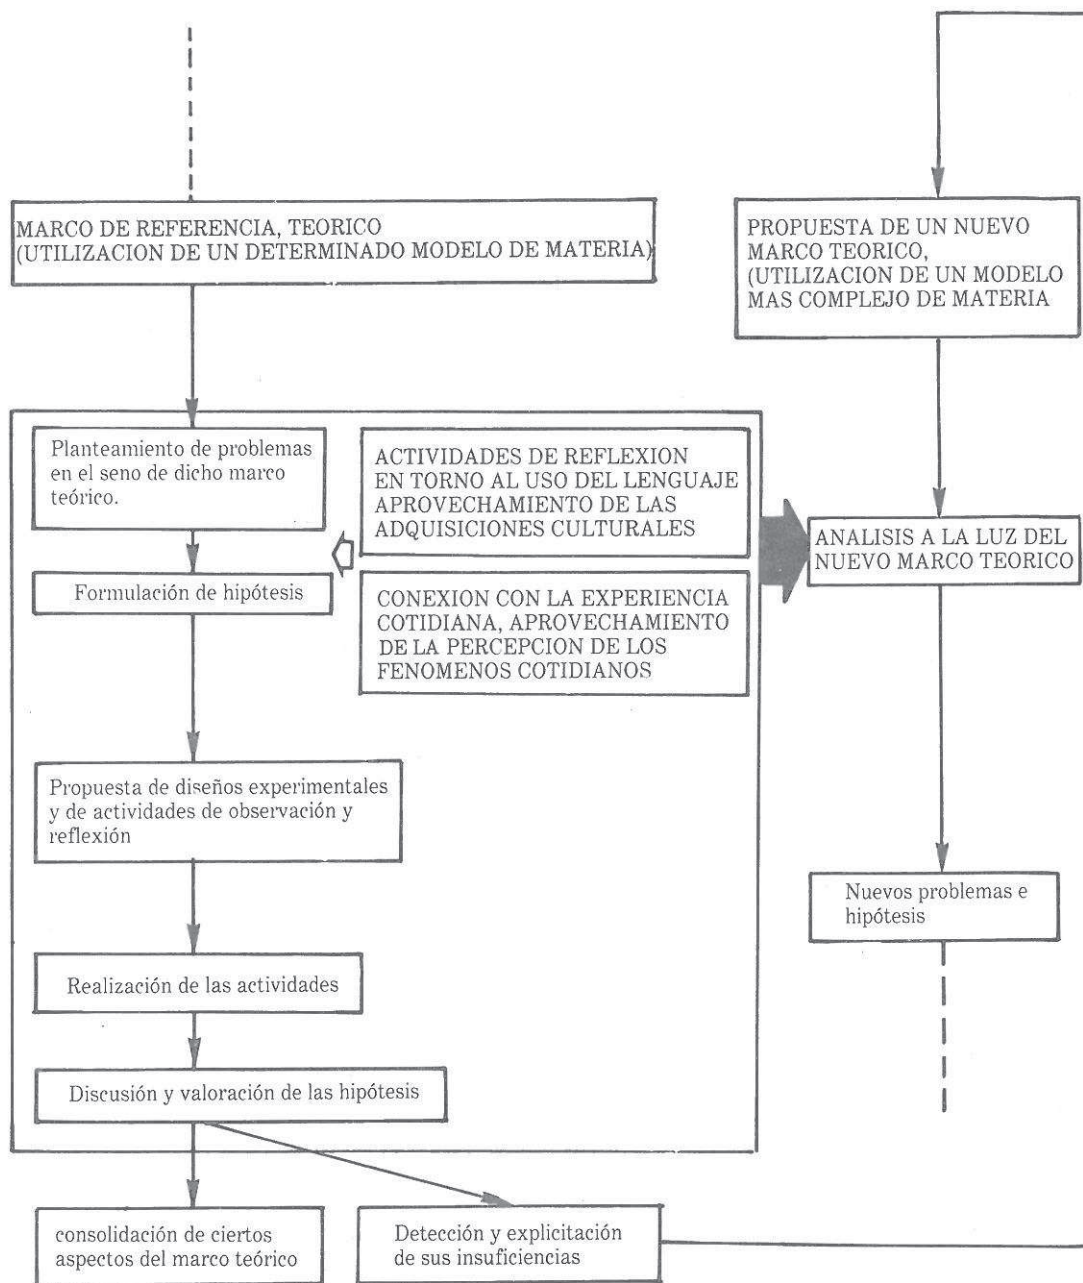 MARCO DE REFERENCIA, TEORICO
(UTILIZACION DE UN DETERMINADO MODELO DE MATERIA)
PROPUESTA DE UN NUEVO
MARCO TEORICO,
(UTILIZACION DE UN MODELO
MAS COMPLEJO DE MATERIA
Planteamiento de problemas
en el seno de dicho marco
teórico.
ACTIVIDADES DE REFLEXION
EN TORNO AL USO DEL LENGUAJE
APROVECHAMIENTO DE LAS
ADQUISICIONES CULTURALES
ANALISIS A LA LUZ DEL
NUEVO MARCO TEORICO
Formulación de hipótesis
CONEXION CON LA EXPERIENCIA
COTIDIANA, APROVECHAMIENTO
DE LA PERCEPCION DE LOS
FENOMENOS COTIDIANOS
Propuesta de diseños experimentales
y de actividades de observación y
reflexión
Nuevos problemas e
hipótesis
Realización de las actividades
Discusión y valoración de las hipótesis
consolidación de ciertos
aspectos del marco teórico
Detección y explicitación
de sus insuficiencias